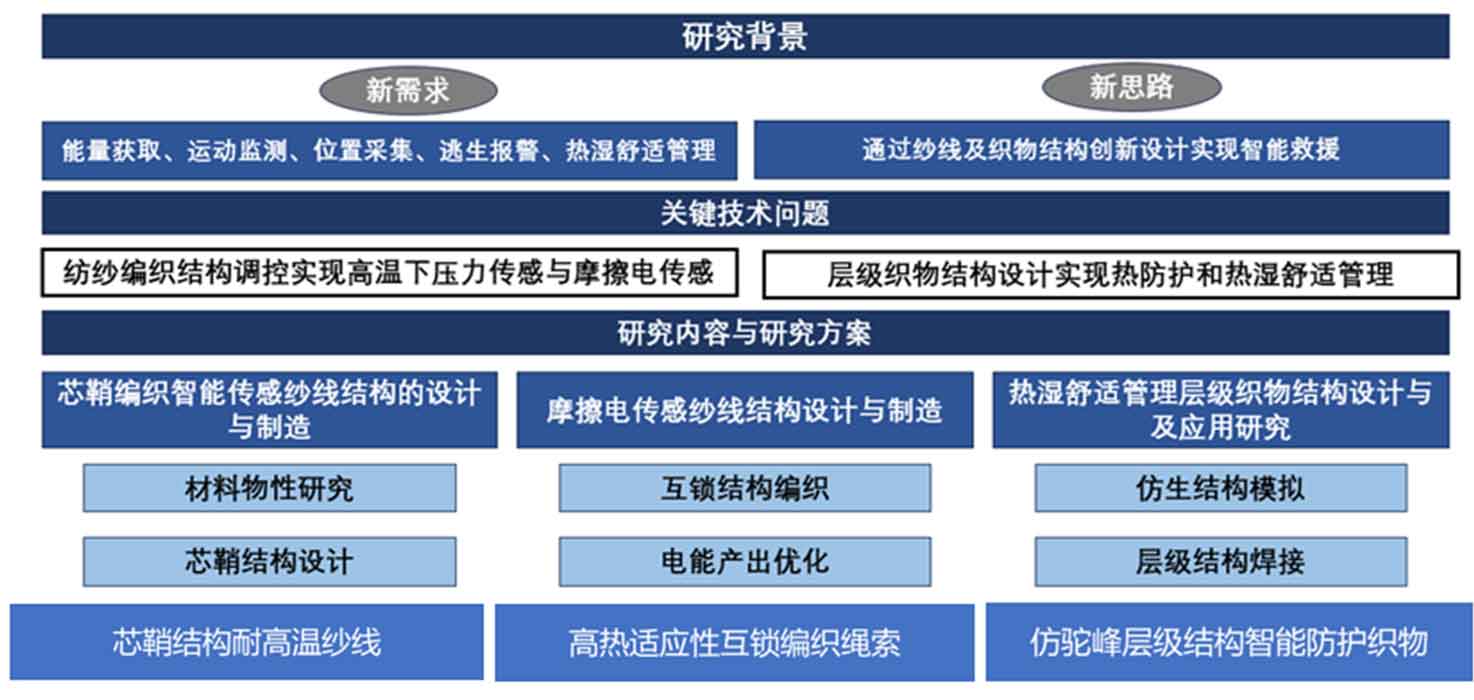 研究背景
新需求
新思路
能量获取、运动监测、位置采集、逃生报警、热湿舒适管理
通过纱线及织物结构创新设计实现智能救援
关键技术问题
纺纱编织结构调控实现高温下压力传感与摩擦电传感
层级织物结构设计实现热防护和热湿舒适管理
研究内容与研究方案
芯鞘编织智能传感纱线结构的设计
与制造
摩擦电传感纱线结构设计与制造
热湿舒适管理层级织物结构设计与
及应用研究
材料物性研究
互锁结构编织
仿生结构模拟
芯鞘结构设计
电能产出优化
层级结构焊接
芯鞘结构耐高温纱线
高热适应性互锁编织绳索
仿驼峰层级结构智能防护织物